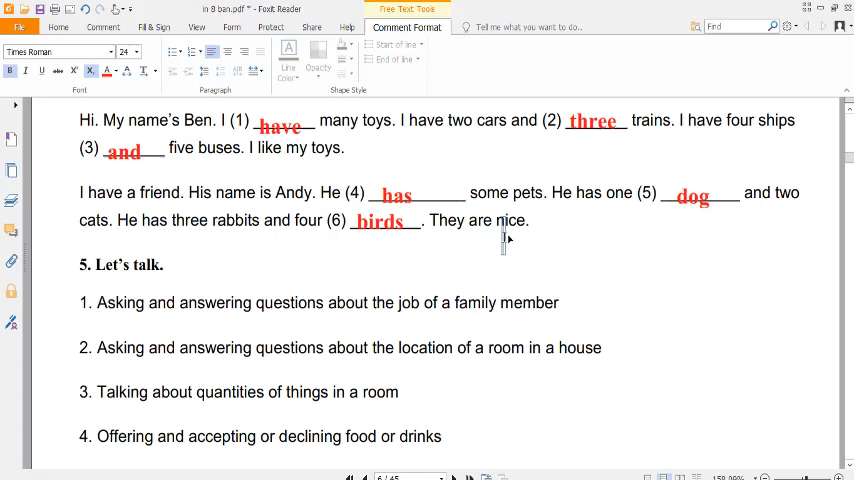 in 8 ban.pdf * - Foxit Reader
Free Text Tools
File Home Comment Fill & Sign View Form Protect Share Help Comment Format Tell me what you want to do.. Find
Times Roman 24
Line Color Opacity Start of line
End of line
Font Paragraph Shape Style
Hi. My name's Ben. I (1) have many toys. I have two cars and (2) three trains. I have four ships
(3) and five buses. I like my toys.
I have a friend. His name is Andy. He (4) has some pets. He has one (5) dog and two
cats. He has three rabbits and four (6) birds. They are nice.
5. Let's talk.
1. Asking and answering questions about the job of a family member
2. Asking and answering questions about the location of a room in a house
3. Talking about quantities of things in a room
4. Offering and accepting or declining food or drinks
6 / 45